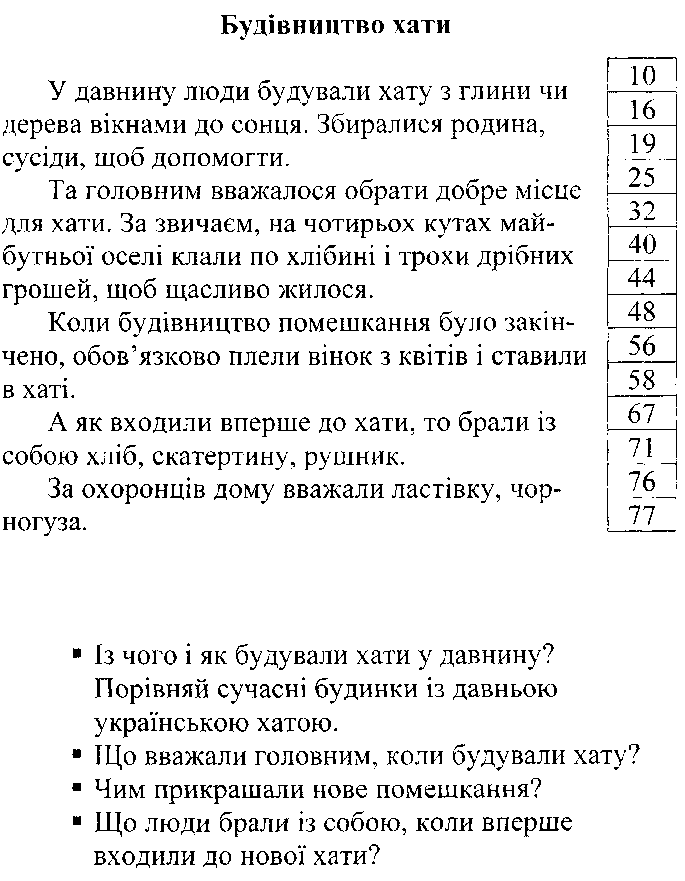 Будівництво хати
У давнину люди будували хату з глини чи
дерева вікнами до сонця. Збиралися родина,
сусіди, щоб допомогти.
Та головним вважалося обрати добре місце
для хати. За звичаєм, на чотирьох кутах май-
бутньої оселі клали по хлібині і трохи дрібних
грошей, щоб щасливо жилося.
Коли будівництво помешкання було закін-
чено, обов’язково плели вінок з квітів і ставили
в хаті.
А як входили вперше до хати, то брали із
собою хліб, скатертину, рушник.
За охоронців дому вважали ластівку, чор-
ногуза.
10
16
19
25
32
40
44
48
56
58
67
71
76
77
▪ Із чого і як будували хати у давнину?
Порівняй сучасні будинки із давньою
українською хатою.
▪ Що вважали головним, коли будували хату?
▪ Чим прикрашали нове помешкання?
▪ Що люди брали із собою, коли вперше
входили до нової хати?